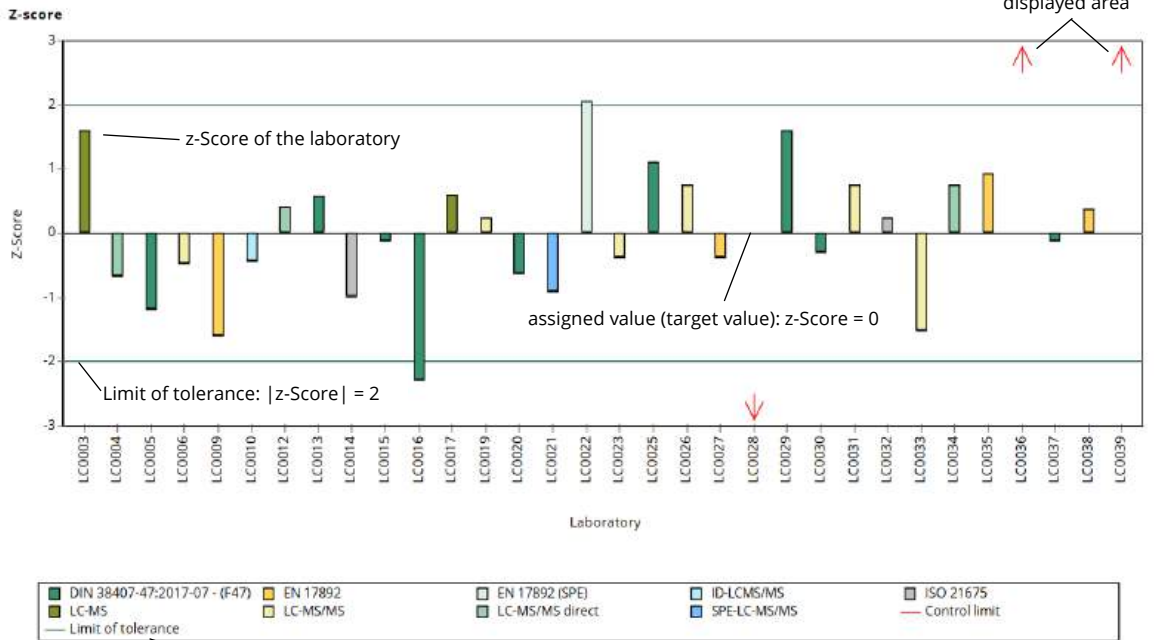 displayed area
Z-score
3
2
z-Score of the laboratory
1
Z-Score
0
-1
assigned value (target value): z-Score = 0
-2
Limit of tolerance: |z-Score| = 2
-3
LC0003
LC0004
LC0005
LC0006
LC0009
LC0010
LC0012
LC0013
LC0014
LC0015
LC0016
LC0017
LC0019
LC0020
LC0021
LC0022
LC0023
LC0025
LC0026
LC0027
LC0028
LC0029
LC0030
LC0031
LC0032
LC0033
LC0034
LC0035
LC0036
LC0037
LC0038
LC0039
Laboratory
DIN 38407-47:2017-07 - (F47) EN 17892 EN 17892 (SPE) ID-LCMS/MS ISO 21675
LC-MS LC-MS/MS LC-MS/MS direct SPE-LC-MS/MS Control limit
Limit of tolerance